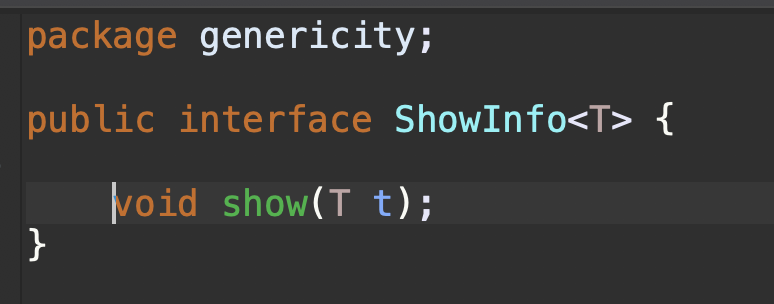 package genericity;
public interface ShowInfo<T> {
void show(T t);
}